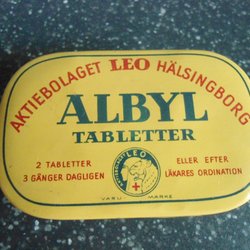 AKTIEBOLAGET LEO HÄLSINGBORG
ALBYL
TABLETTER
2 TABLETTER
3 GÅNGER DAGLIGEN
LEO
ELLER EFTER
LÄKARES ORDINATION
VARU MÄRKE